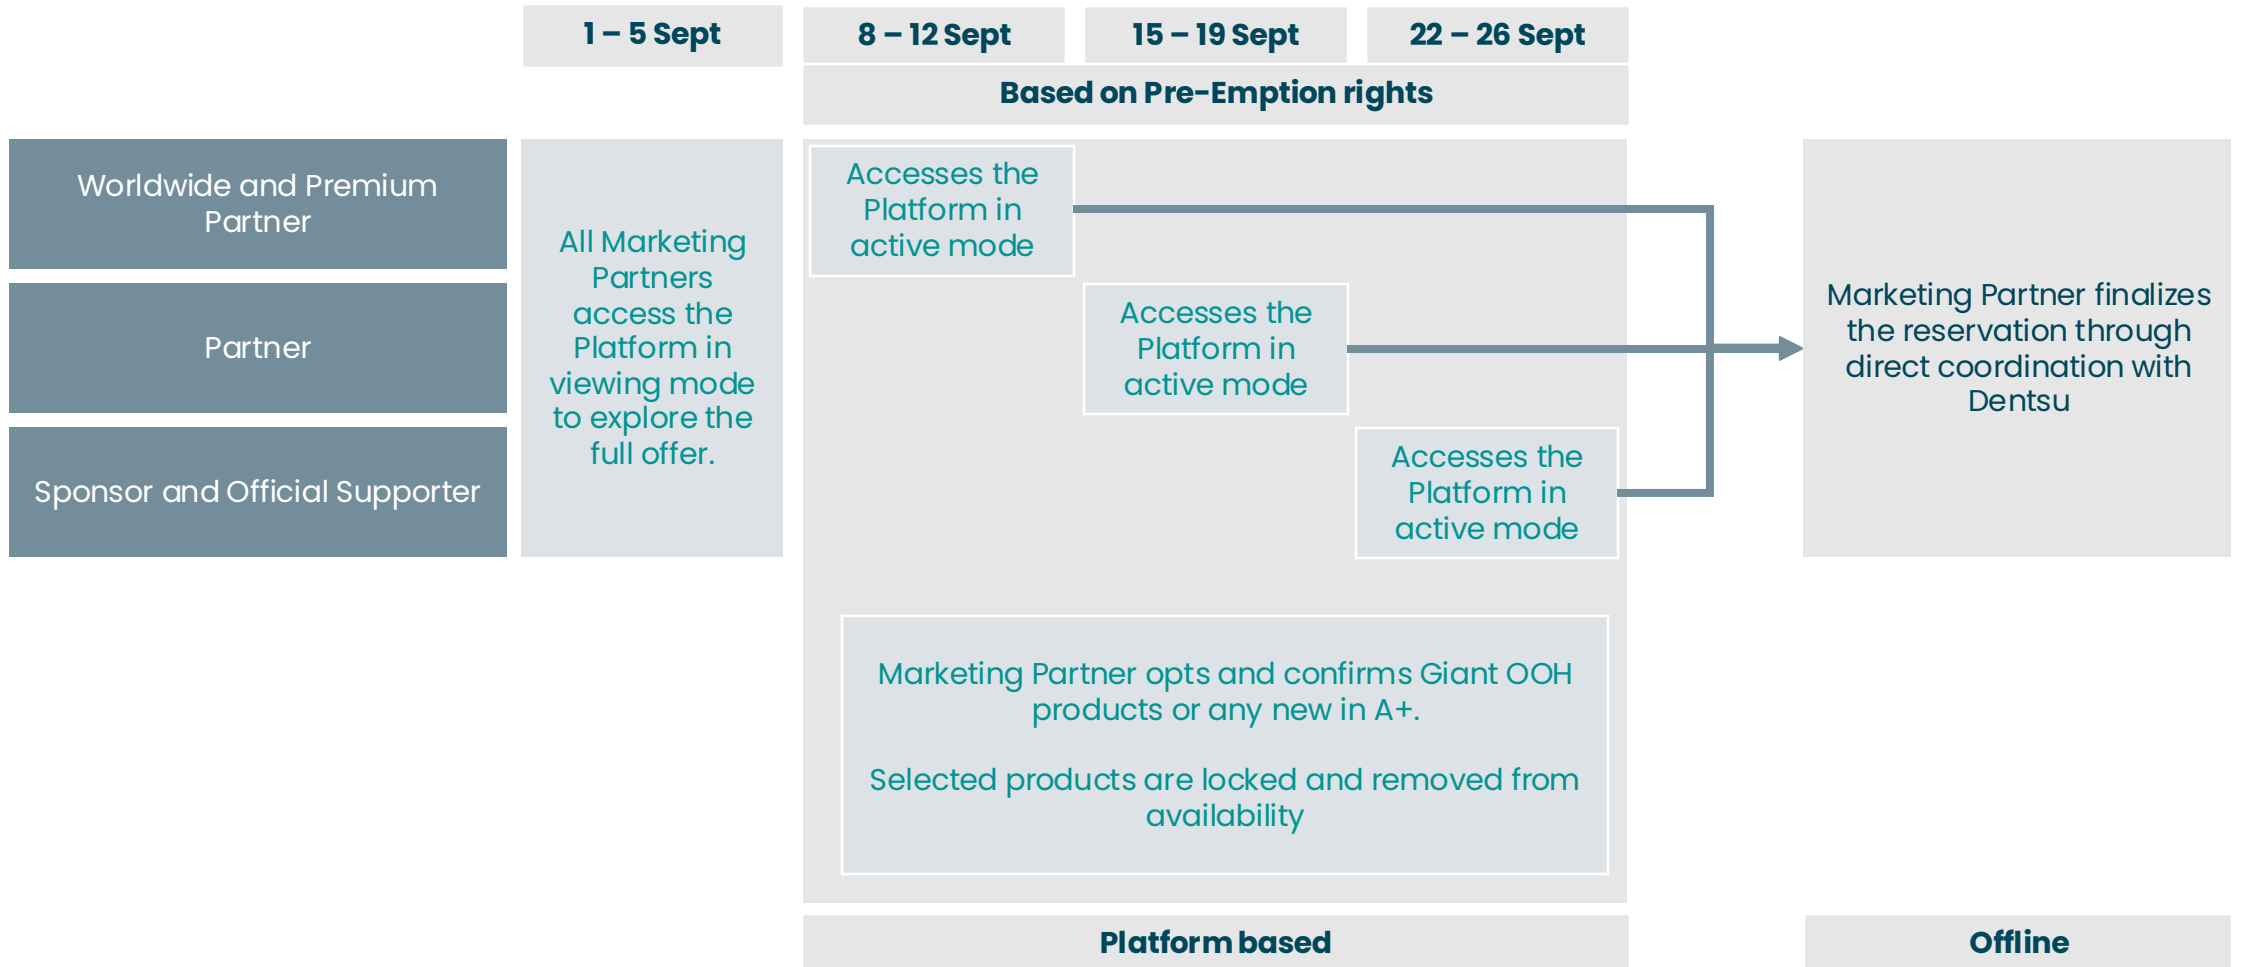 1 – 5 Sept
8 – 12 Sept
15 – 19 Sept
22 – 26 Sept
Based on Pre-Emption rights
Worldwide and Premium
Partner
Partner
Sponsor and Official Supporter
All Marketing
Partners
access the
Platform in
viewing mode
to explore the
full offer.
Accesses the
Platform in
active mode
Accesses the
Platform in
active mode
Accesses the
Platform in
active mode
Marketing Partner opts and confirms Giant OOH
products or any new in A+.
Selected products are locked and removed from
availability
Marketing Partner finalizes
the reservation through
direct coordination with
Dentsu
Platform based
Offline